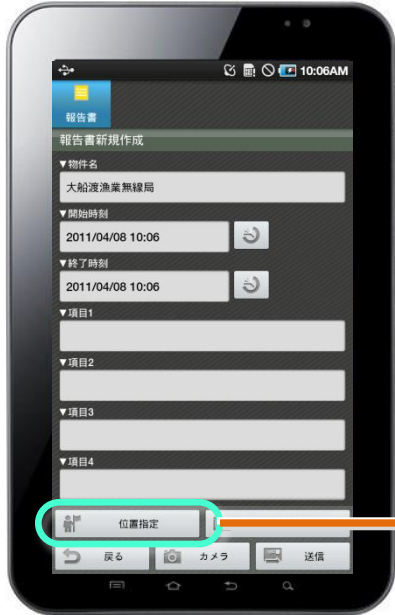 10:06AM
報告書
報告書新規作成
▼物件名
大船渡漁業無線局
▼開始時刻
2011/04/08 10:06
▼終了時刻
2011/04/08 10:06
▼項目1
▼項目2
▼項目3
▼項目4
位置指定
戻る カメラ 送信